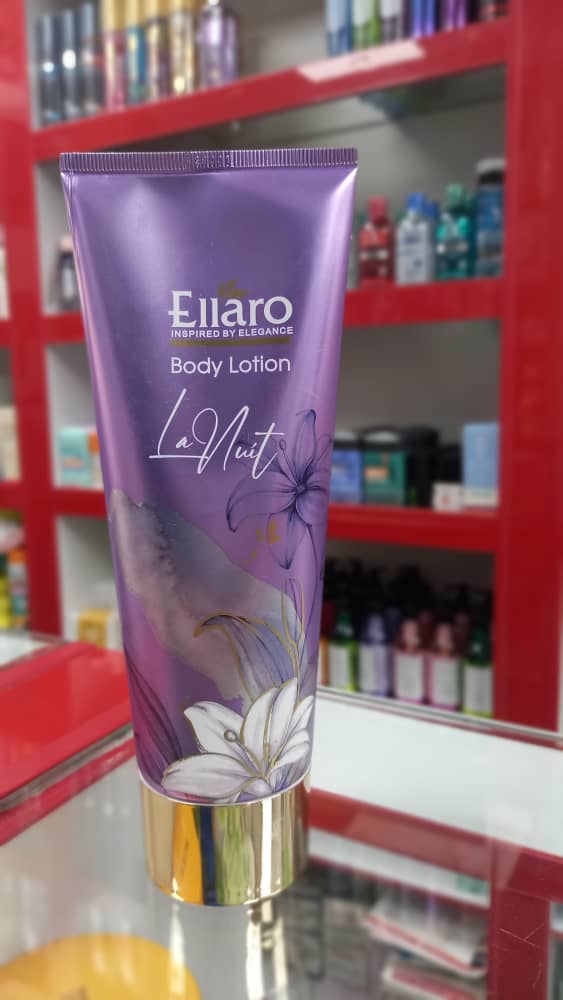 Ellaro
INSPIRED BY ELEGANCE
Body Lotion
La Nuit